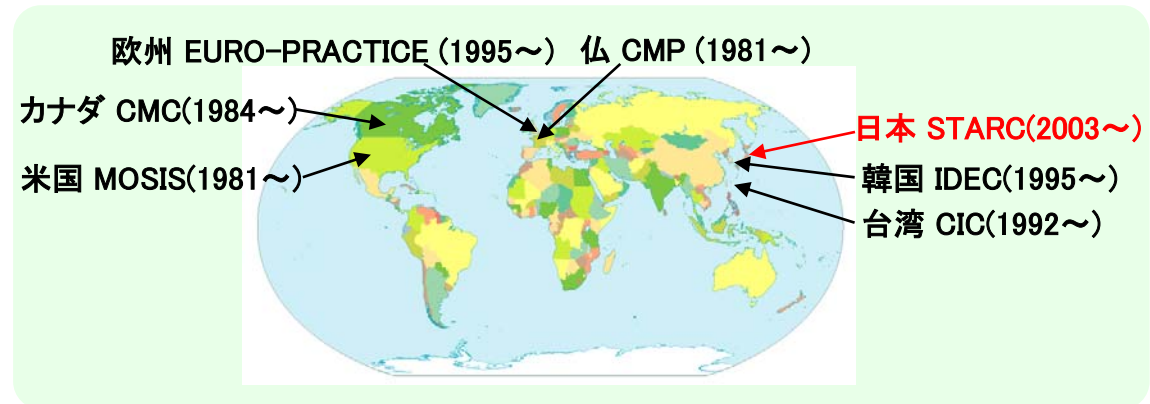 欧州 EURO-PRACTICE (1995～)
仏 CMP (1981～)
カナダ CMC(1984～)
米国 MOSIS(1981～)
日本 STARC(2003～)
韓国 IDEC(1995～)
台湾 CIC(1992～)